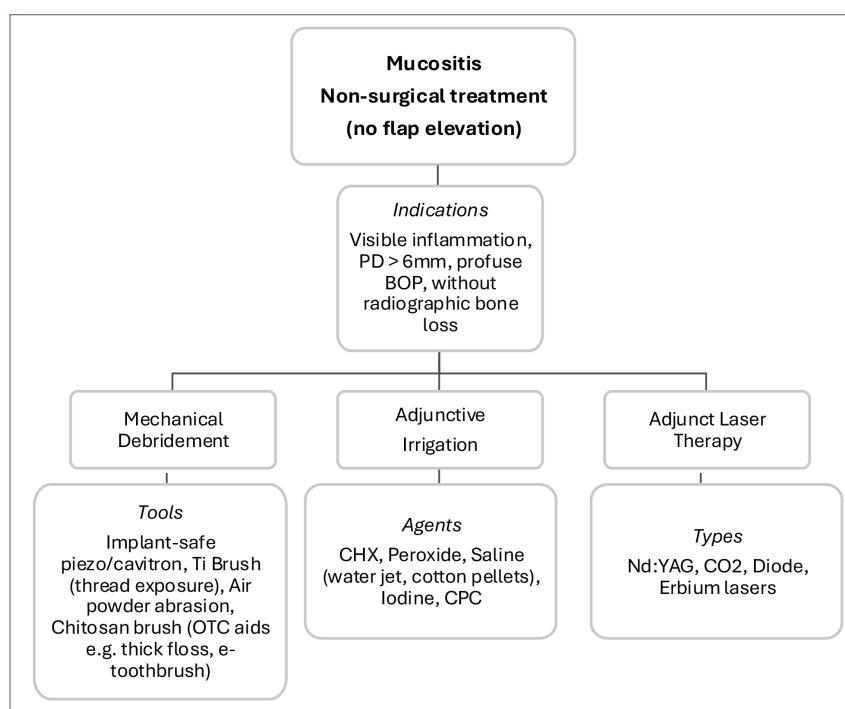 Mucositis
Non-surgical treatment
(no flap elevation)
Indications
Visible inflammation,
PD > 6mm, profuse
BOP, without
radiographic bone
loss
Mechanical
Debridement
Adjunctive
Irrigation
Adjunct Laser
Therapy
Tools
Implant-safe
piezo/cavitron, Ti Brush
(thread exposure), Air
powder abrasion,
Chitosan brush (OTC aids
e.g. thick floss, e-
toothbrush)
Agents
CHX, Peroxide, Saline
(water jet, cotton pellets),
Iodine, CPC
Types
Nd:YAG, CO2, Diode,
Erbium lasers